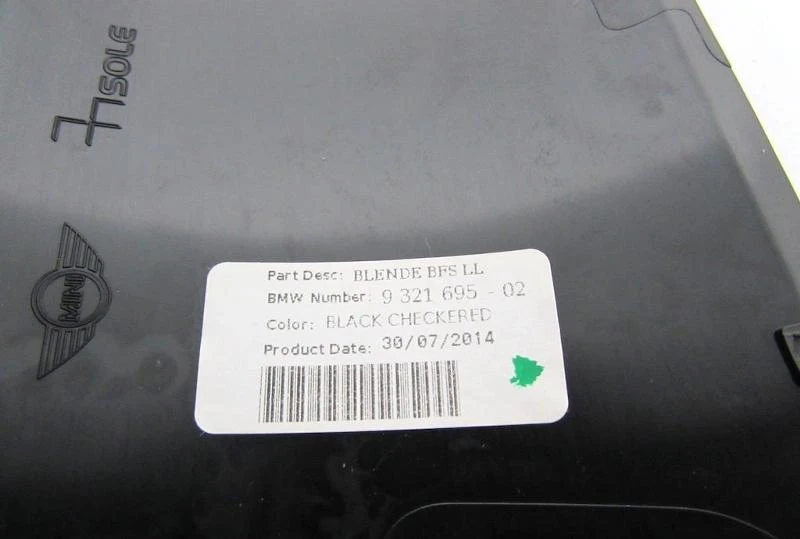 SOLE
MINI
Part Desc: BLENDE BFS LL
BMW Number: 9 321 695 - 02
Color: BLACK CHECKERED
Product Date: 30/07/2014